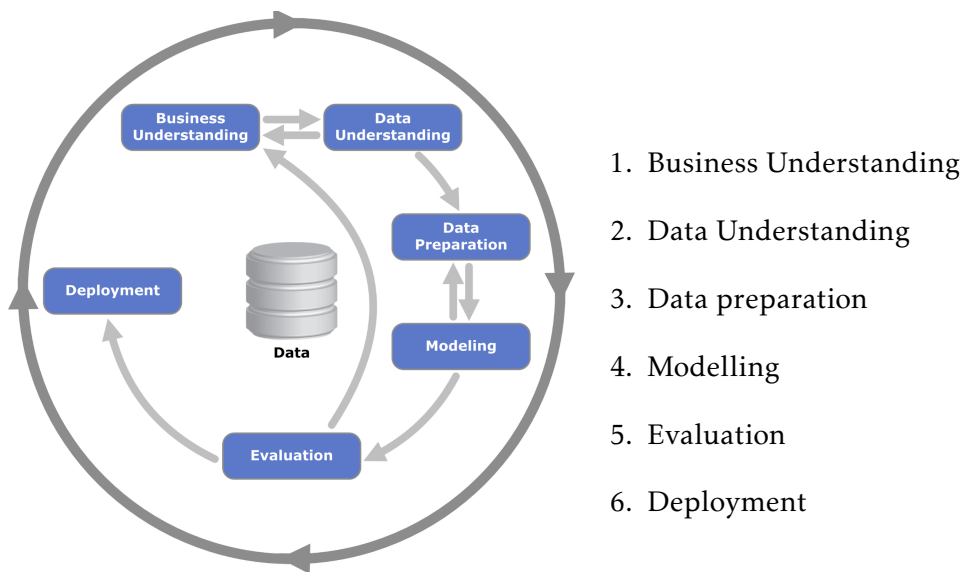 Business
Understanding
Data
Understanding
Data
Preparation
Deployment
Modeling
Data
Evaluation
1. Business Understanding
2. Data Understanding
3. Data preparation
4. Modelling
5. Evaluation
6. Deployment